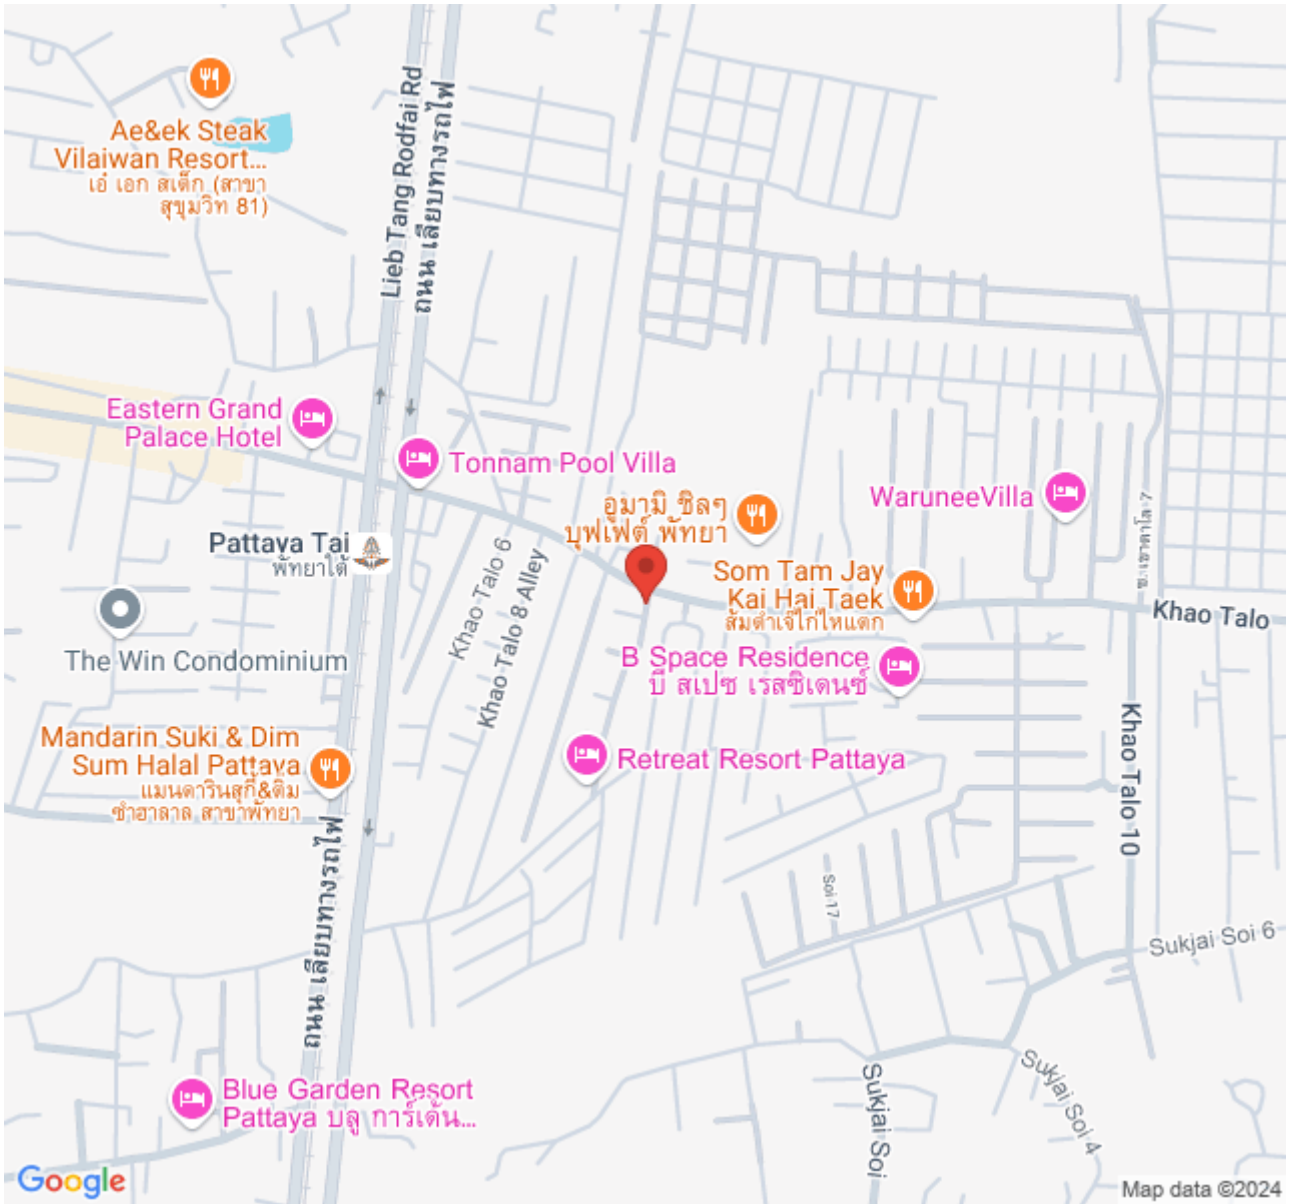 Ae&ek Steak
Vilaiwan Resort...
เอ๋ เอก สเต็ก (สาขา
สุขุมวิท 81)
Lieb Tang Rodfai Rd
ถนน เลียบทางรถไฟ
Eastern Grand
Palace Hotel
Tonnam Pool Villa
อูมามิ ชิลๆ
บุฟเฟ่ต์ พัทยา
WaruneeVilla
Pattaya Tai
พัทยาใต้
Khao Talo 6
Khao Talo 8 Alley
Som Tam Jay
Kai Hai Taek
ส้มตำเจ๊ไก่ไหแตก
Khao Talo
The Win Condominium
B Space Residence
บี สเปซ เรสซิเดนซ์
Mandarin Suki & Dim
Sum Halal Pattaya
แมนดารินสุกี้&ติ่ม
ซำฮาลาล สาขาพัทยา
Retreat Resort Pattaya
Khao Talo 10
Soi 17
ถนน เลียบทางรถไฟ
Sukjai Soi 6
Blue Garden Resort
Pattaya บลู การ์เด้น...
Sukjai Soi
Sukjai Soi 4
Google
Map data ©2024